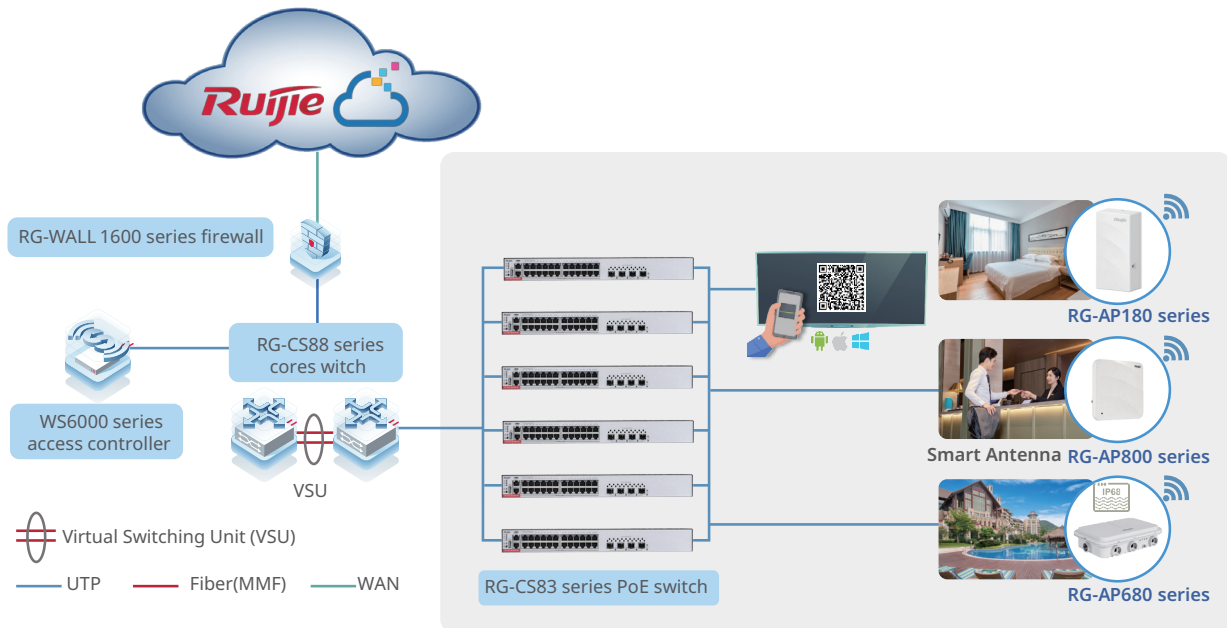 Ruijie
RG-WALL 1600 series firewall
RG-CS88 series
cores witch
WS6000 series
access controller
VSU
Virtual Switching Unit (VSU)
UTP
Fiber(MMF)
WAN
RG-CS83 series PoE switch
RG-AP180 series
Smart Antenna
RG-AP800 series
IP68
RG-AP680 series